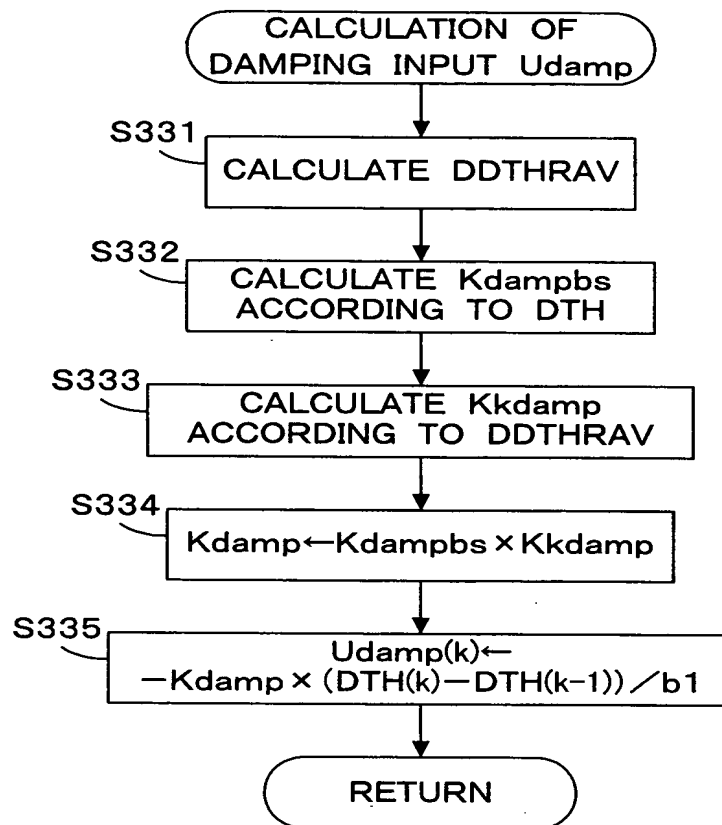 CALCULATION OF
DAMPING INPUT Udamp
S331
CALCULATE DDTHRAV
S332
CALCULATE Kdampbs
ACCORDING TO DTH
S333
CALCULATE Kkdamp
ACCORDING TO DDTHRAV
S334
Kdamp←Kdampbs×Kkdamp
S335
Udamp(k)←
−Kdamp×(DTH(k)−DTH(k-1))/b1
RETURN